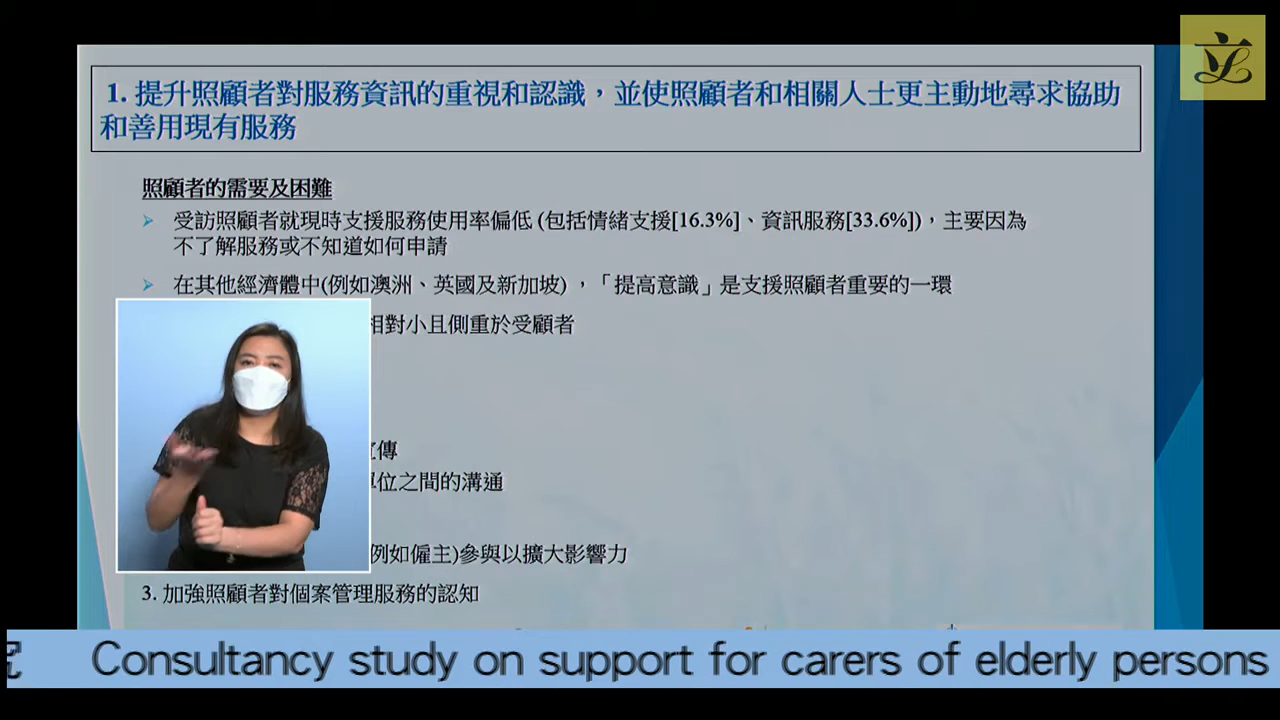 立
1. 提升照顧者對服務資訊的重視和認識，並使照顧者和相關人士更主動地尋求協助
和善用現有服務
照顧者的需要及困難
受訪照顧者就現時支援服務使用率偏低 (包括情緒支援[16.3%]、資訊服務[33.6%])，主要因為
不了解服務或不知道如何申請
在其他經濟體中(例如澳洲、英國及新加坡) ，「提高意識」是支援照顧者重要的一環
相對小且側重於受顧者
傳
單位之間的溝通
(例如僱主)參與以擴大影響力
3. 加強照顧者對個案管理服務的認知
究 Consultancy study on support for carers of elderly persons